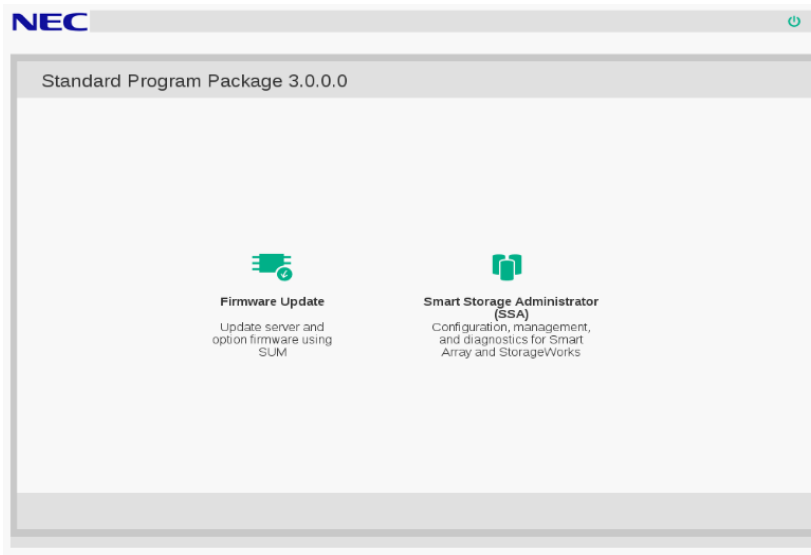 NEC
Standard Program Package 3.0.0.0
Firmware Update
Update server and
option firmware using
SUM
Smart Storage Administrator
(SSA)
Configuration, management,
and diagnostics for Smart
Array and StorageWorks